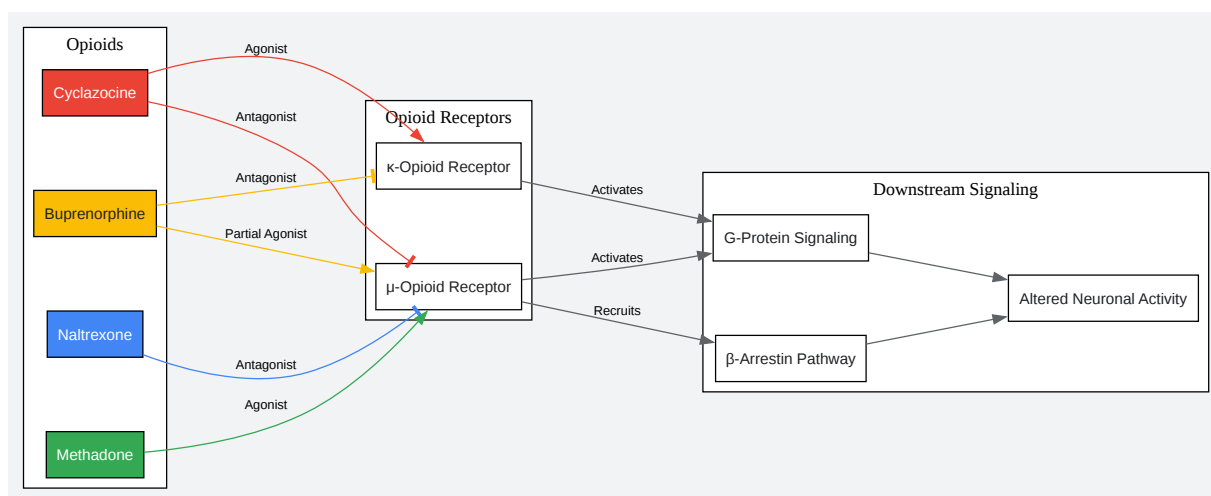 Opioids
Cyclazocine
Buprenorphine
Naltrexone
Methadone
Agonist
Antagonist
Antagonist
Partial Agonist
Antagonist
Agonist
Opioid Receptors
κ-Opioid Receptor
μ-Opioid Receptor
Activates
Activates
Recruits
Downstream Signaling
G-Protein Signaling
β-Arrestin Pathway
Altered Neuronal Activity